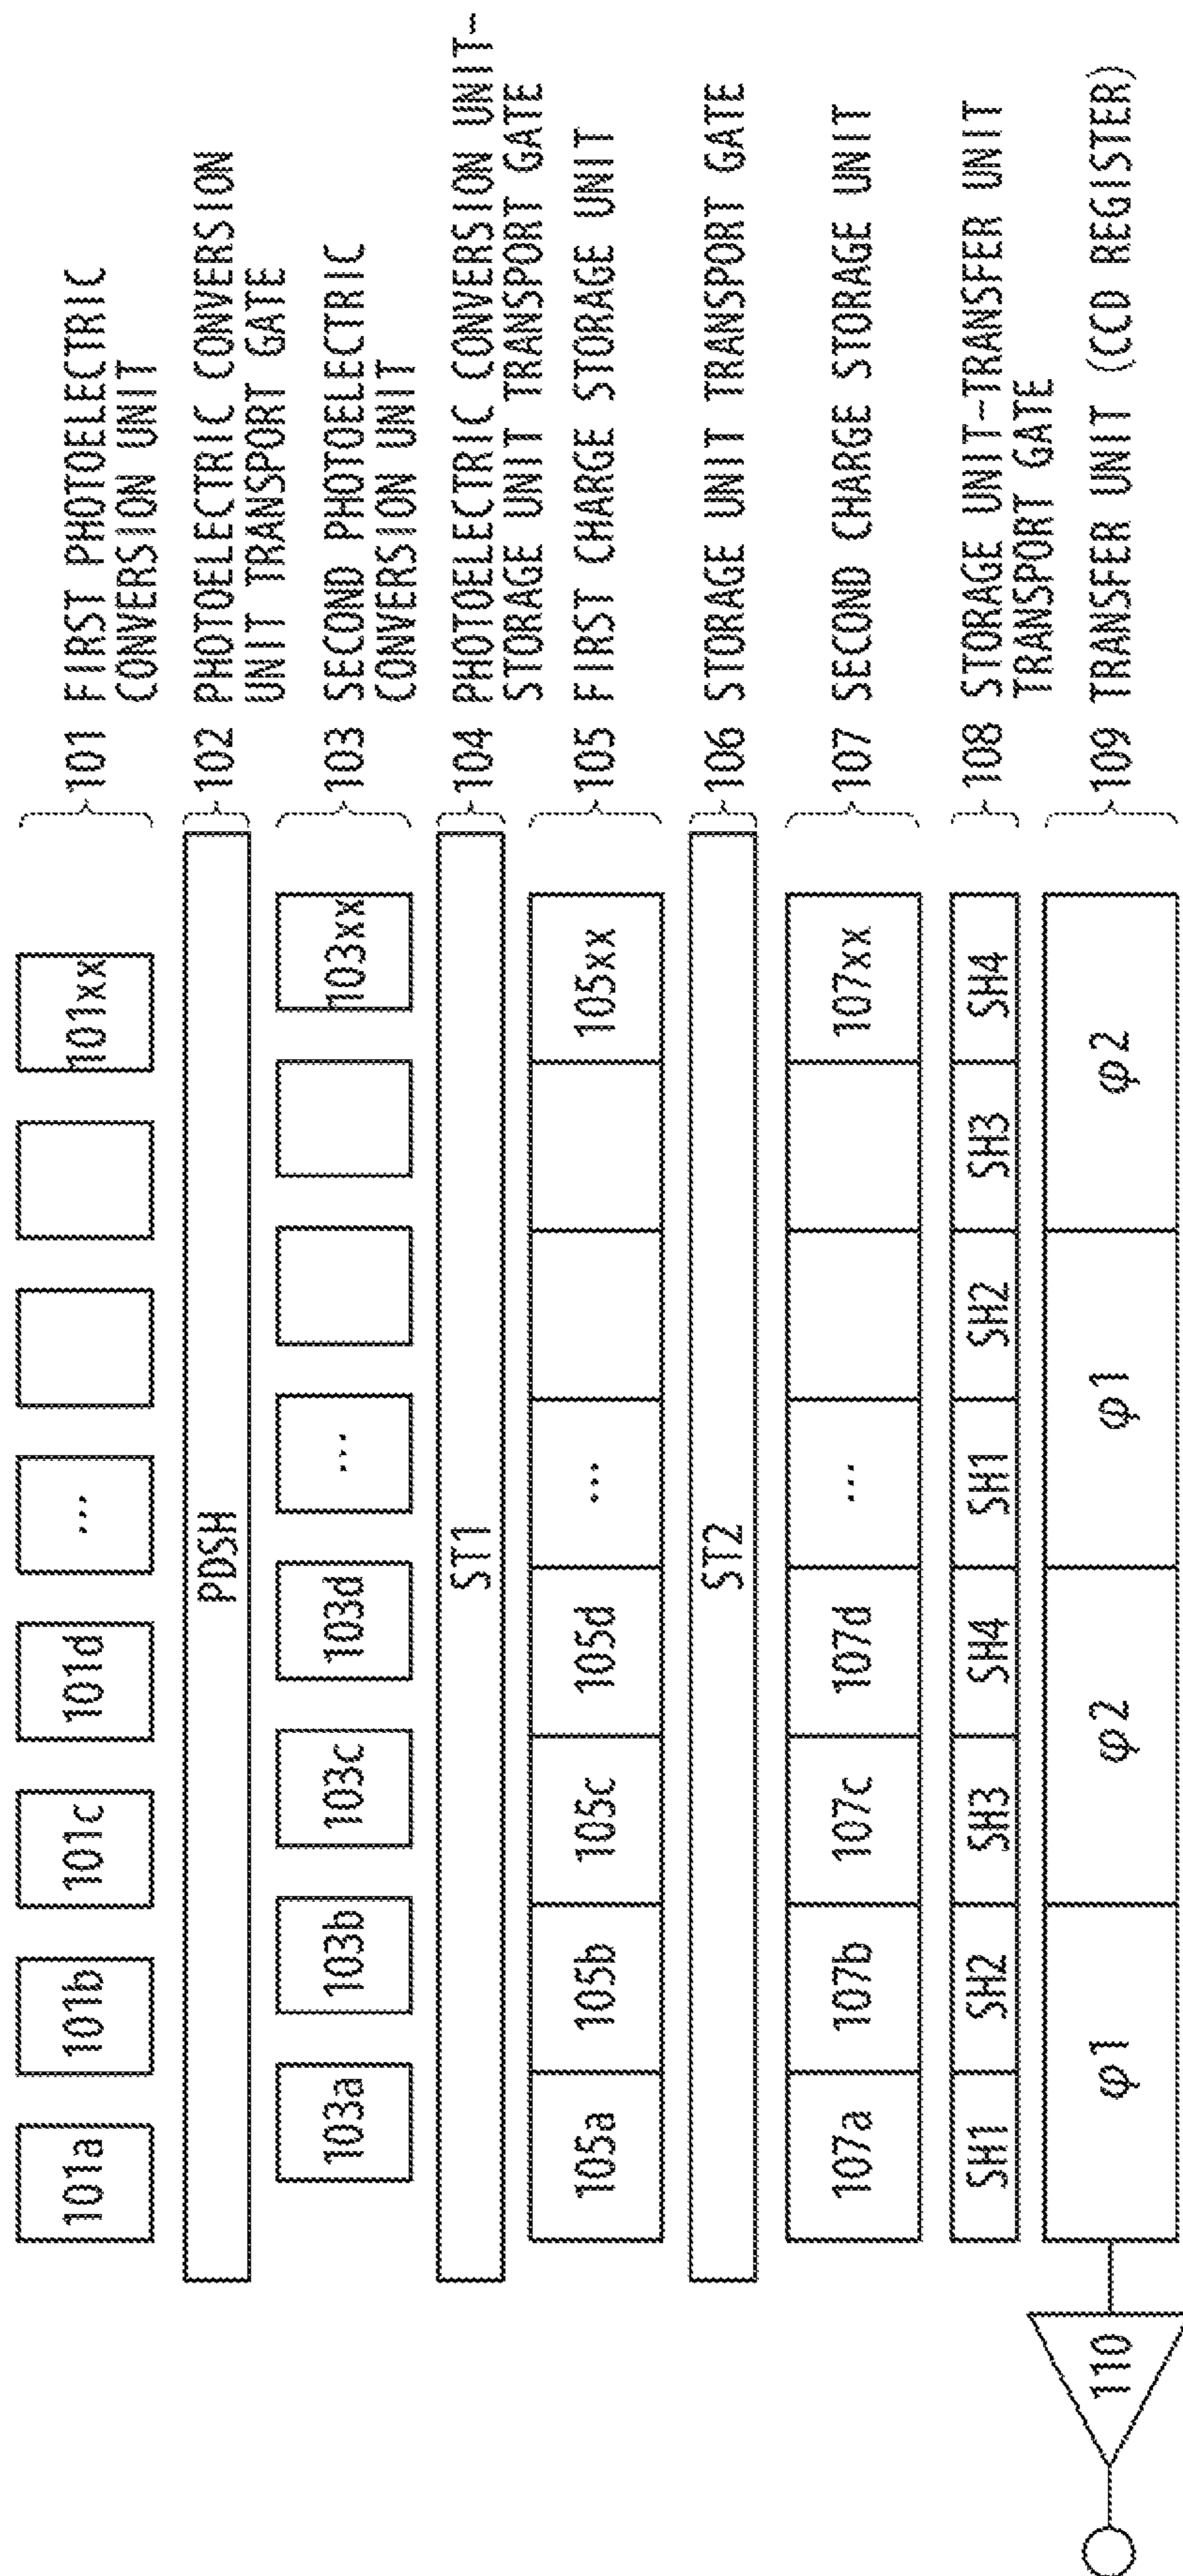 101a
101b
101c
101d
...
101xx
101 FIRST PHOTOELECTRIC
CONVERSION UNIT
PDSH
102 PHOTOELECTRIC CONVERSION
UNIT TRANSPORT GATE
103a
103b
103c
103d
...
103xx
103 SECOND PHOTOELECTRIC
CONVERSION UNIT
ST1
104 PHOTOELECTRIC CONVERSION UNIT-
STORAGE UNIT TRANSPORT GATE
105a
105b
105c
105d
...
105xx
105 FIRST CHARGE STORAGE UNIT
ST2
106 STORAGE UNIT TRANSPORT GATE
107a
107b
107c
107d
...
107xx
107 SECOND CHARGE STORAGE UNIT
SH1
SH2
SH3
SH4
SH1
SH2
SH3
SH4
108 STORAGE UNIT-TRANSFER UNIT
TRANSPORT GATE
110
φ1
φ2
φ1
φ2
109 TRANSFER UNIT (CCD REGISTER)